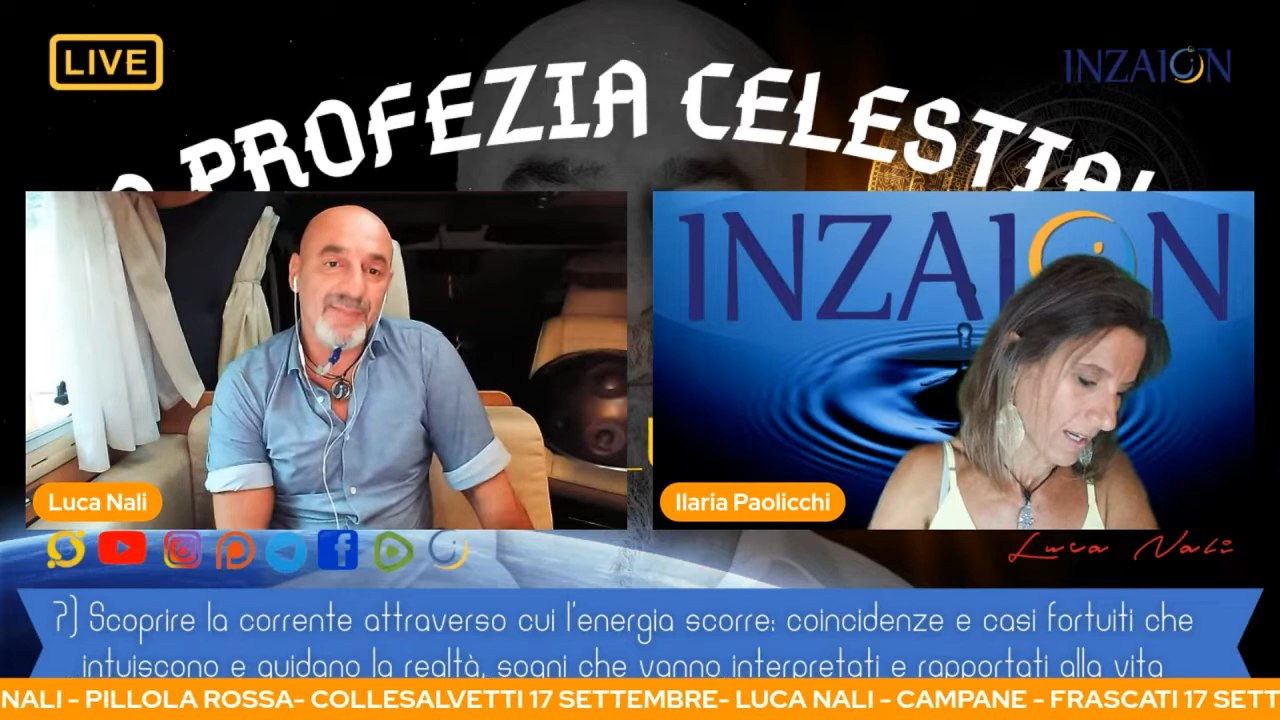 LIVE
INZAION
PROFEZIA CELESTIA
INZAION
Luca Nali
Ilaria Paolicchi
Luca Nali
7) Scoprire la corrente attraverso cui l'energia scorre: coincidenze e casi fortuiti che
intuiscono e guidano la realtà, sogni che vanno interpretati e rapportati alla vita
NALI - PILLOLA ROSSA- COLLESALVETTI 17 SETTEMBRE- LUCA NALI - CAMPANE - FRASCATI 17 SETT